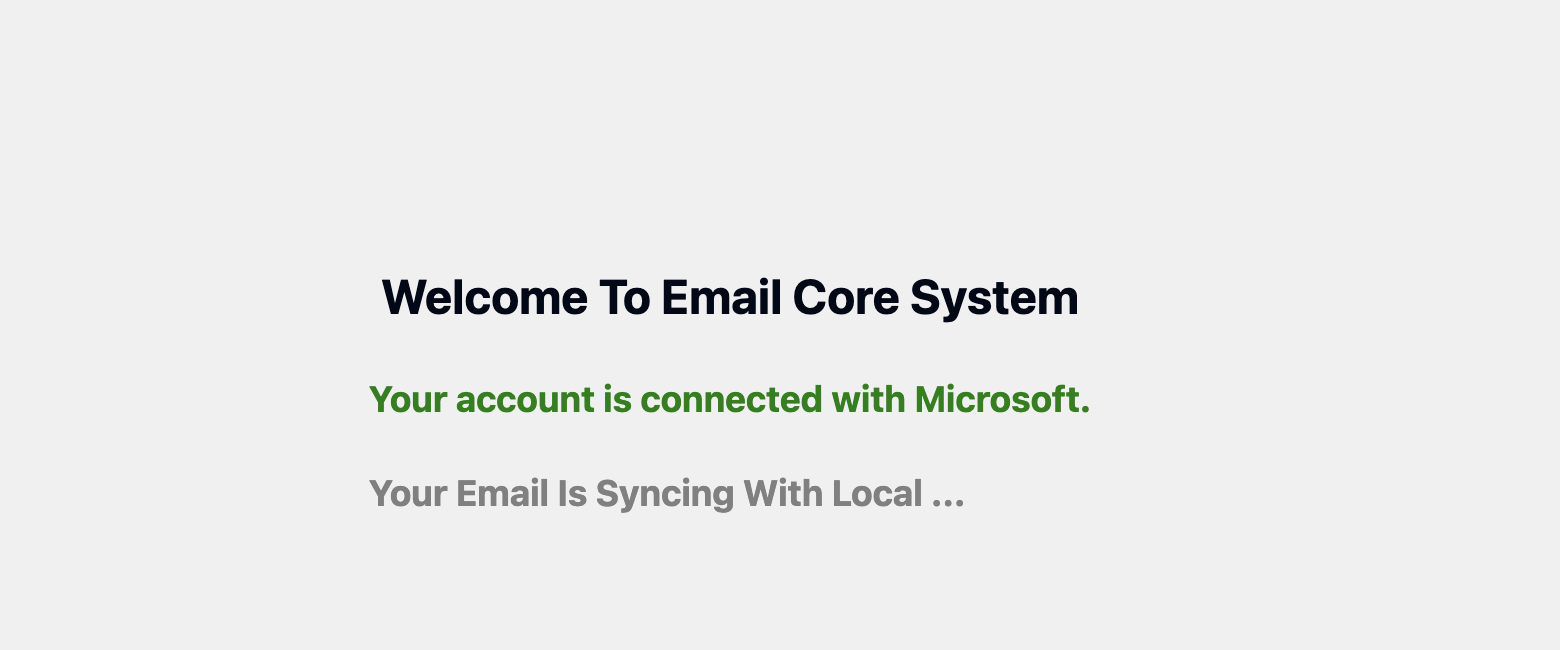 Welcome To Email Core System
Your account is connected with Microsoft.
Your Email Is Syncing With Local ...